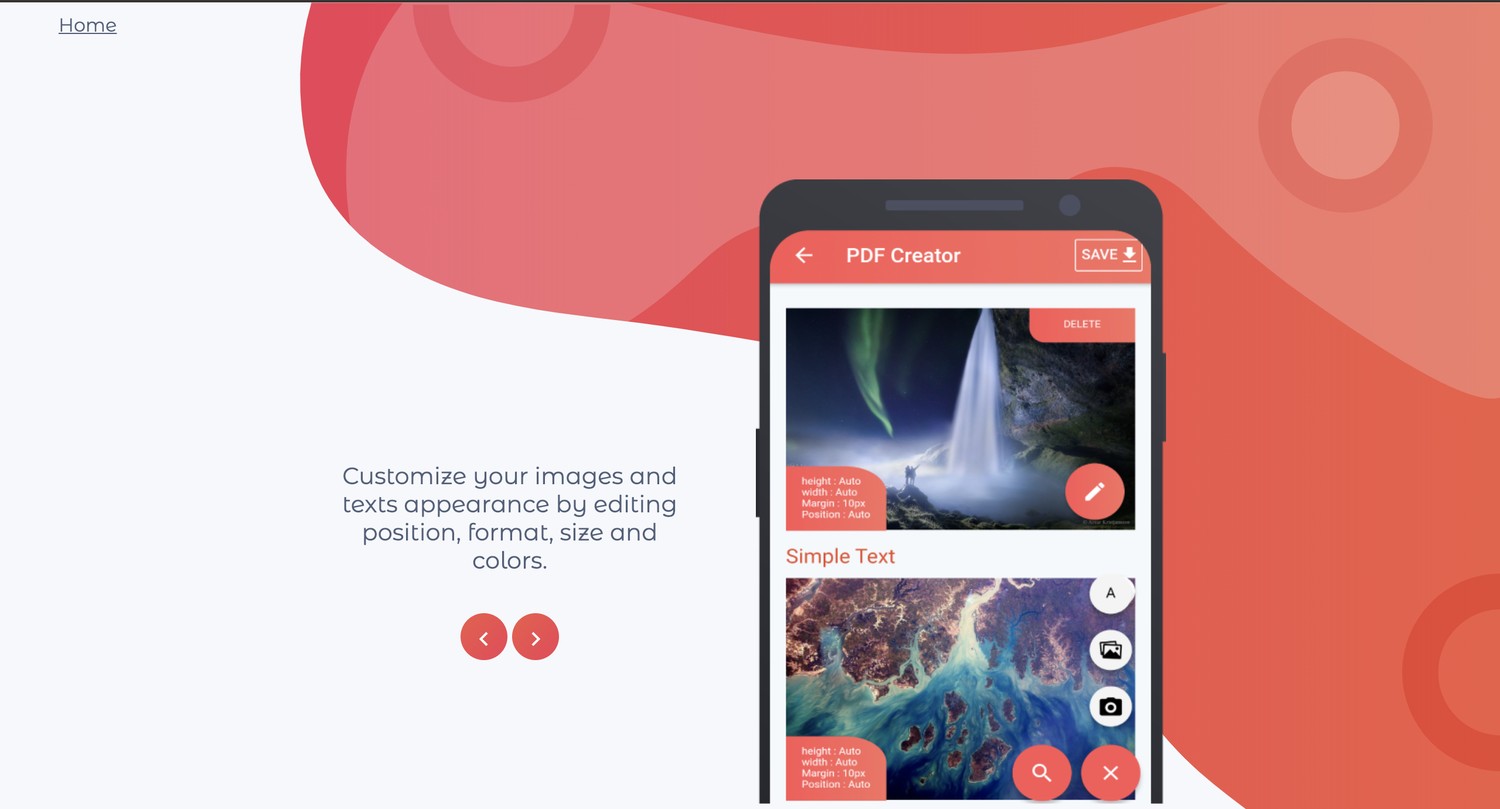 Home
PDF Creator
SAVE
DELETE
height : Auto
width : Auto
Margin : 10px
Position : Auto
Simple Text
A
height : Auto
width : Auto
Margin : 10px
Position : Auto
Customize your images and
texts appearance by editing
position, format, size and
colors.